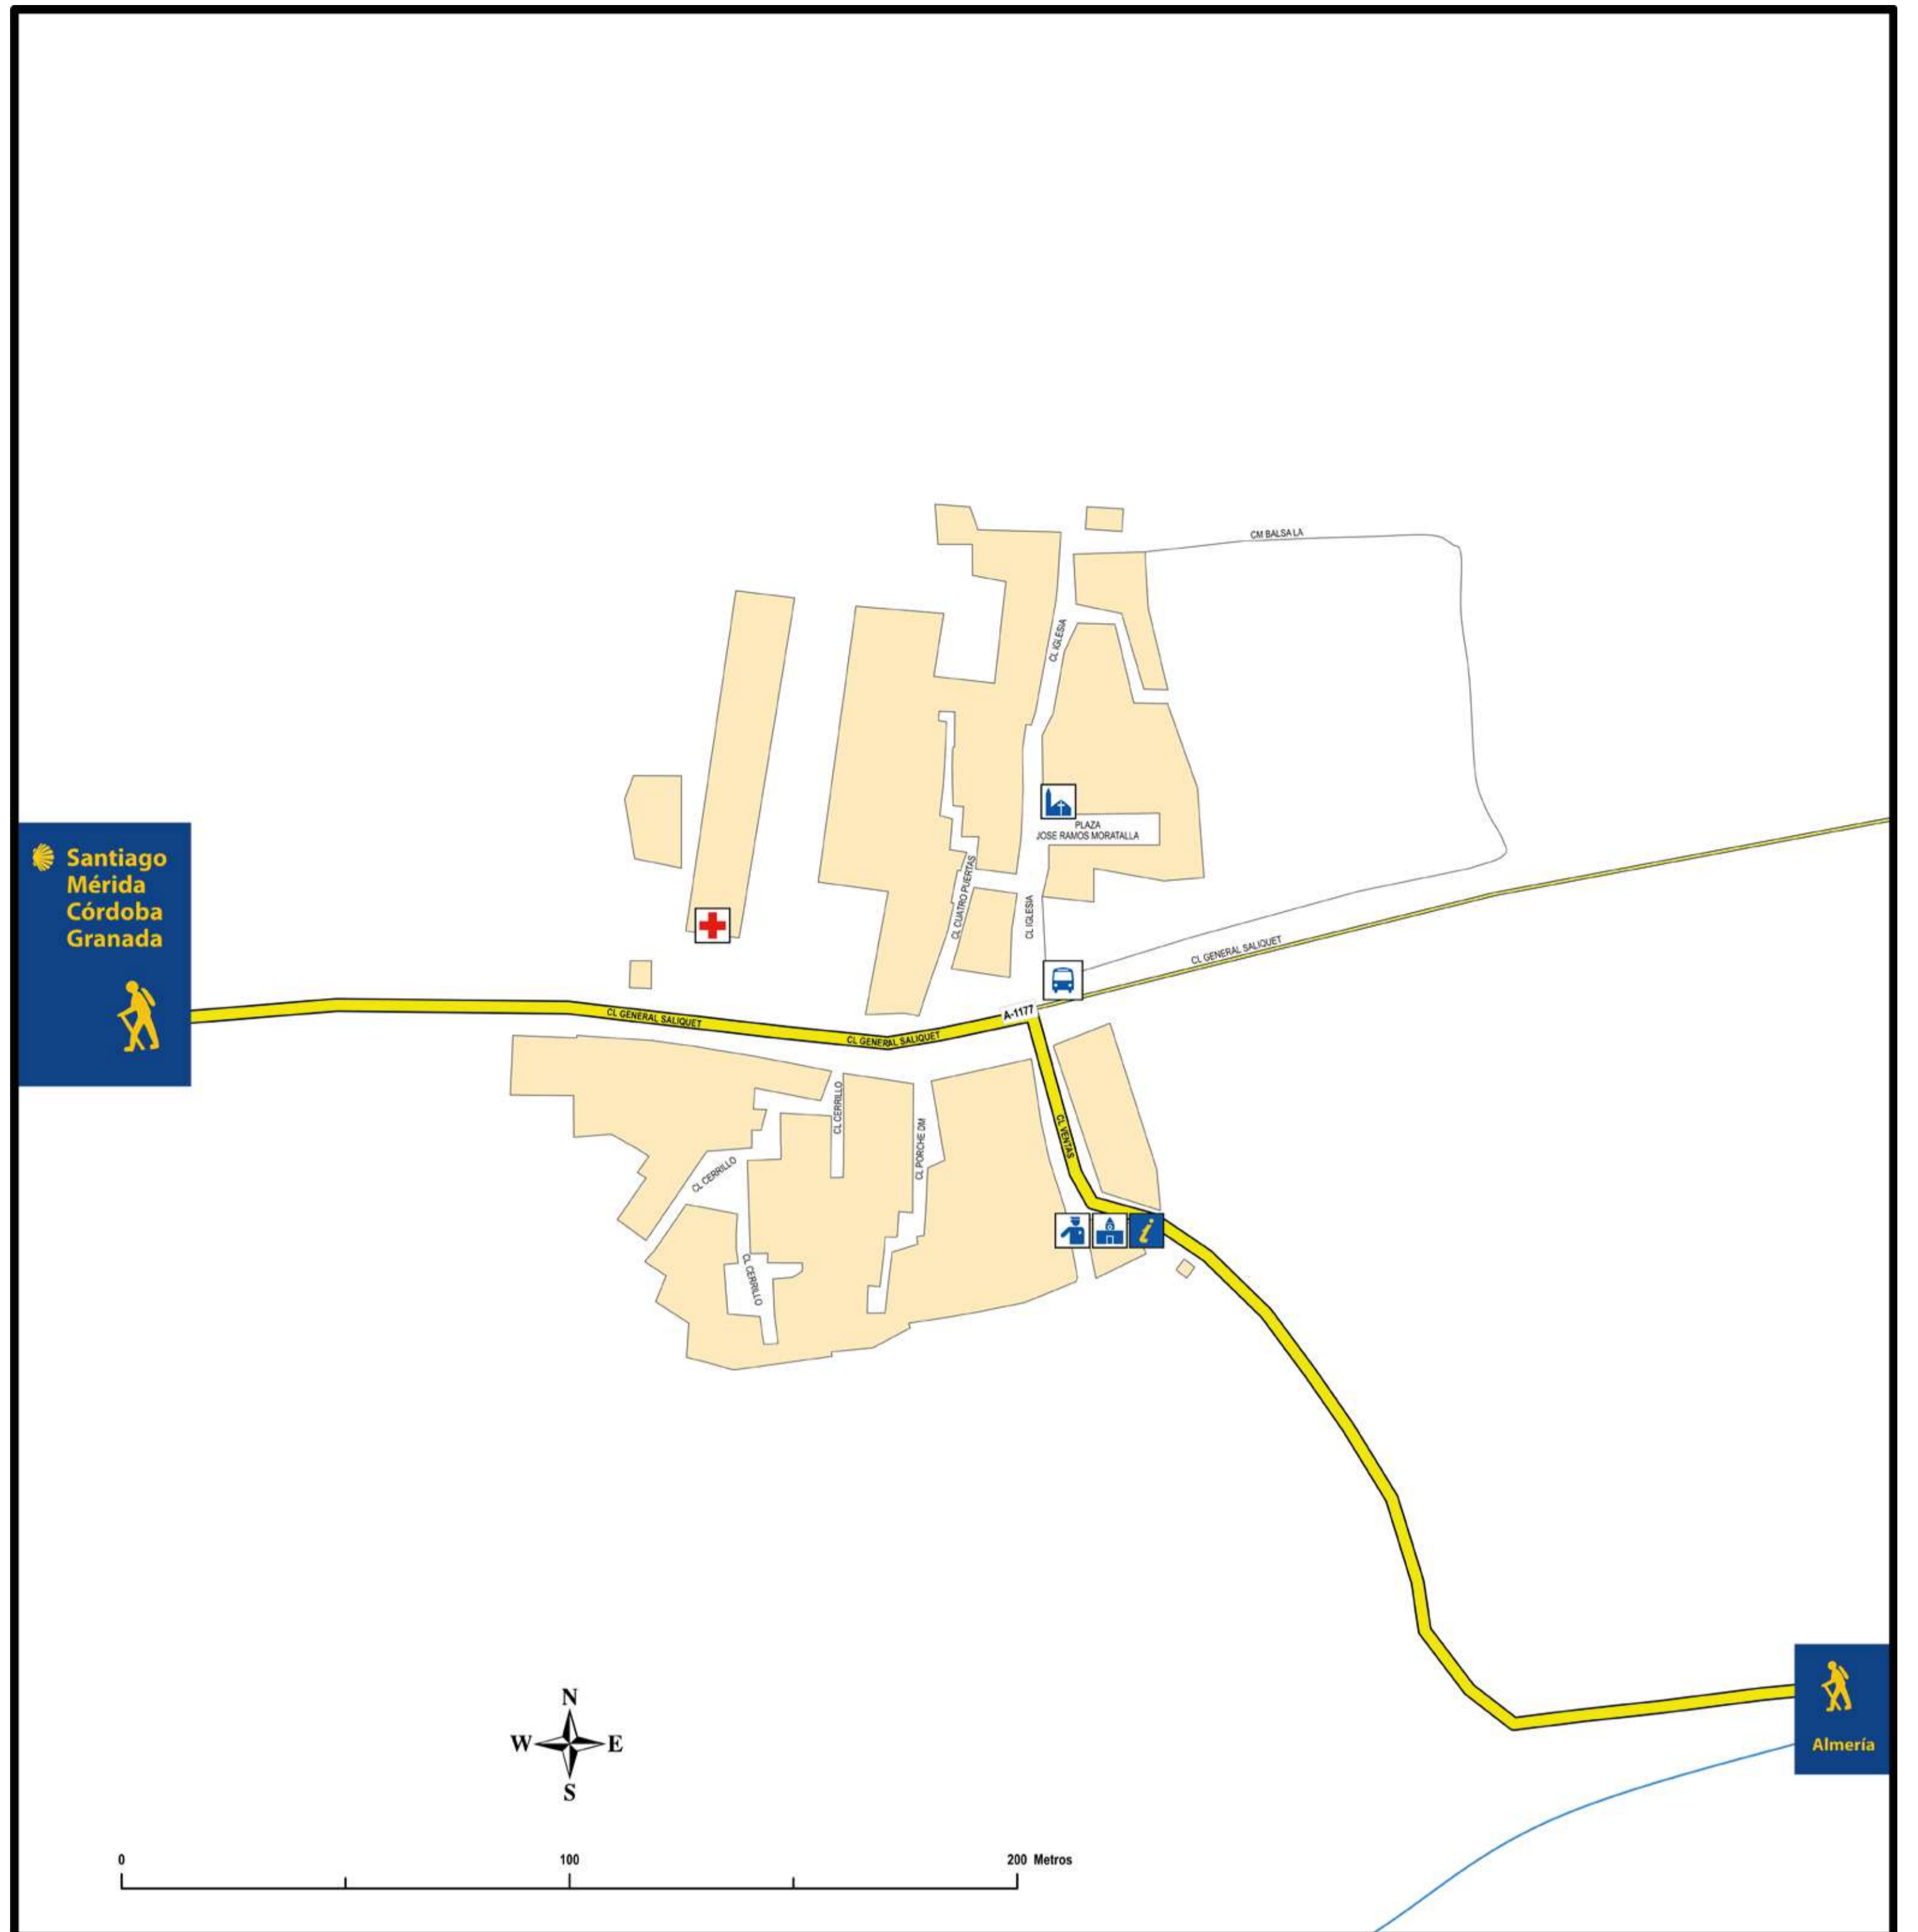 CM BALSA LA
CL IGLESIA
PLAZA
JOSE RAMOS MORATALLA
Santiago
Mérida
Córdoba
Granada
CL CUATRO PUERTAS
CL IGLESIA
CL GENERAL SALIQUET
A-1177
CL GENERAL SALIQUET
CL GENERAL SALIQUET
CL CERRILLO
CL PORCHE DM
CL VENTAS
CL CERRILLO
CL CERRILLO
i
N
W E
S
Almería
0 100 200 Metros